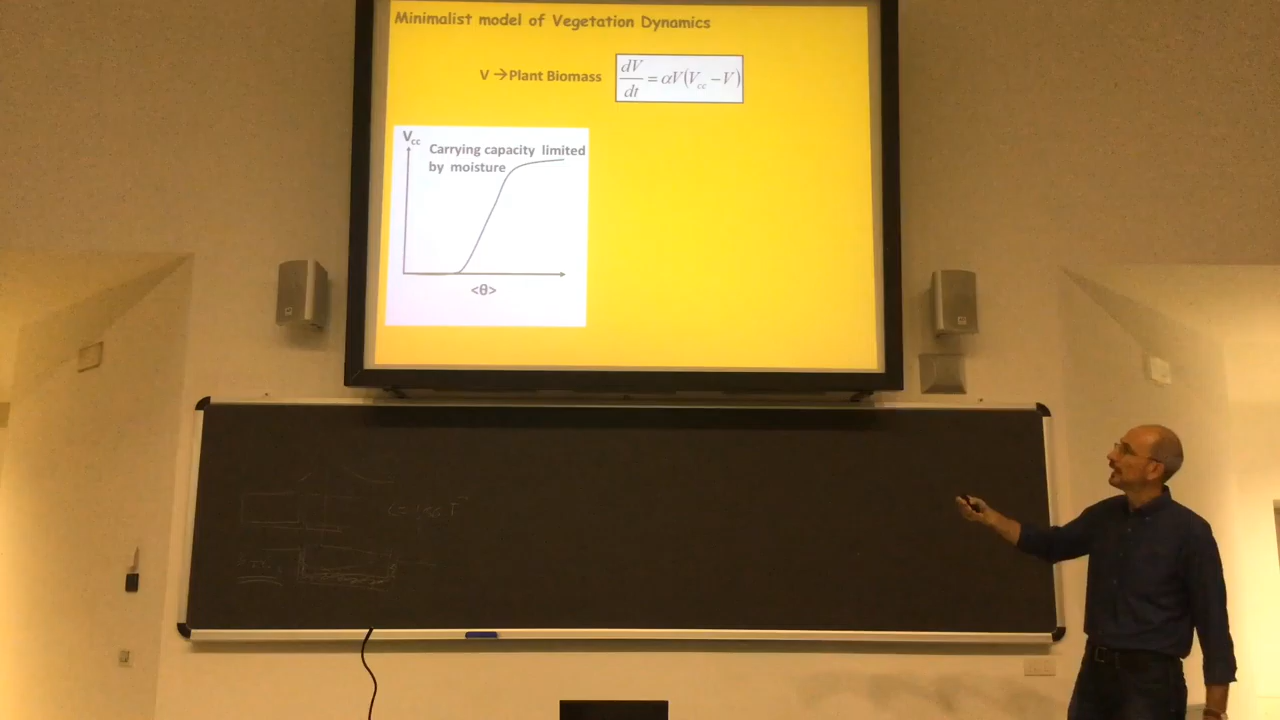 Minimalist model of Vegetation Dynamics
V →Plant Biomass
dV/dt = αV(Vcc − V)
Vcc
Carrying capacity limited
by moisture
<θ>